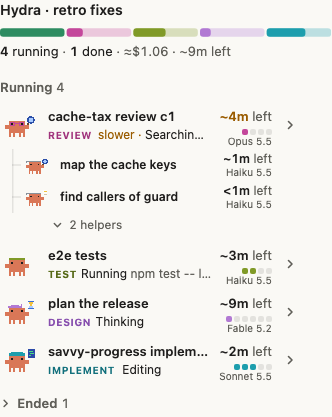 Hydra · retro fixes
4 running · 1 done · ≈$1.06 · ~9m left
Running 4
cache-tax review c1
~4m left
REVIEW slower · Searchin...
Opus 5.5
map the cache keys
~1m left
Haiku 5.5
find callers of guard
<1m left
Haiku 5.5
2 helpers
e2e tests
~3m left
TEST Running npm test -- l...
Haiku 5.5
plan the release
~9m left
DESIGN Thinking
Fable 5.2
savvy-progress implem...
~2m left
IMPLEMENT Editing
Sonnet 5.5
Ended 1